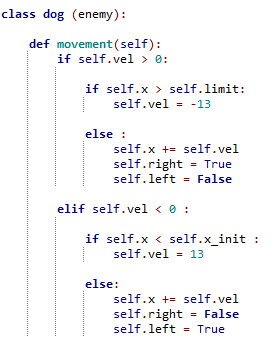 class dog (enemy):
def movement(self):
if self.vel > 0:
if self.x > self.limit:
self.vel = -13
else :
self.x += self.vel
self.right = True
self.left = False
elif self.vel < 0 :
if self.x < self.x_init :
self.vel = 13
else:
self.x += self.vel
self.right = False
self.left = True